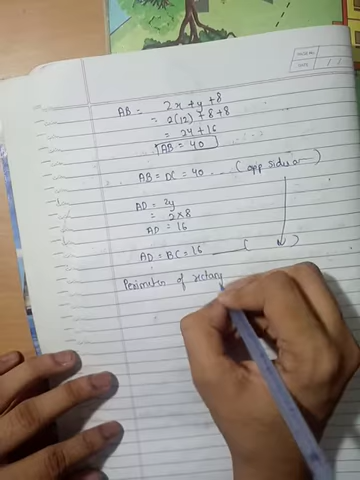 AB = 2x + y + 8
= 2(12) + 8 + 8
= 24 + 16
AB = 40
AB = DC = 40 ---- (opp sides or )
AD = 2y
= 2 × 8
AD = 16
AD = BC = 16 ---- ( )
Perimeter of rectang